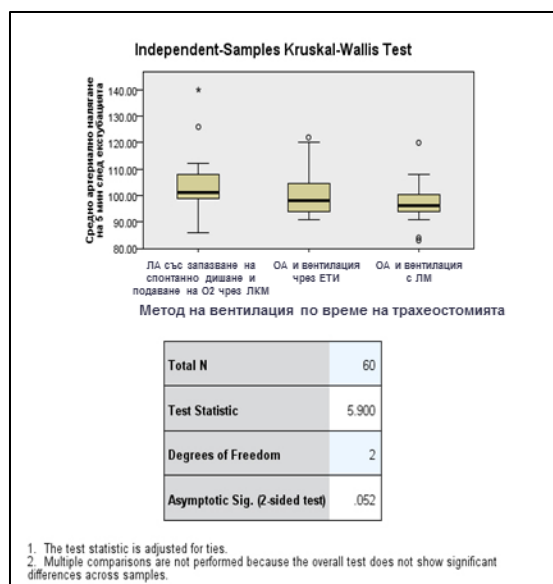 Independent-Samples Kruskal-Wallis Test
Средно артериално налягане
на 5 мин след екстубацията
140.00
130.00
120.00
110.00
100.00
90.00
80.00
ЛА със запазване на
спонтанно дишане и
подаване на О2 чрез ЛКМ
ОА и вентилация
чрез ЕТИ
ОА и вентилация
с ЛМ
Метод на вентилация по време на трахеостомията
Total N 60
Test Statistic 5.900
Degrees of Freedom 2
Asymptotic Sig. (2-sided test) .052
1. The test statistic is adjusted for ties.
2. Multiple comparisons are not performed because the overall test does not show significant
differences across samples.